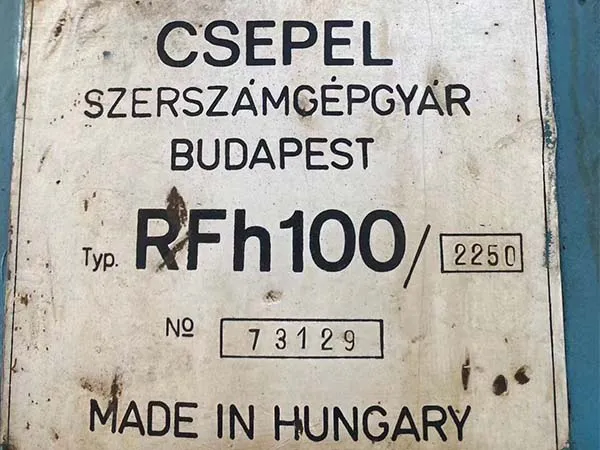 CSEPEL
SZERSZÁMGÉPGYÁR
BUDAPEST
Typ. RFh100/ 2250
Nº 73129
MADE IN HUNGARY